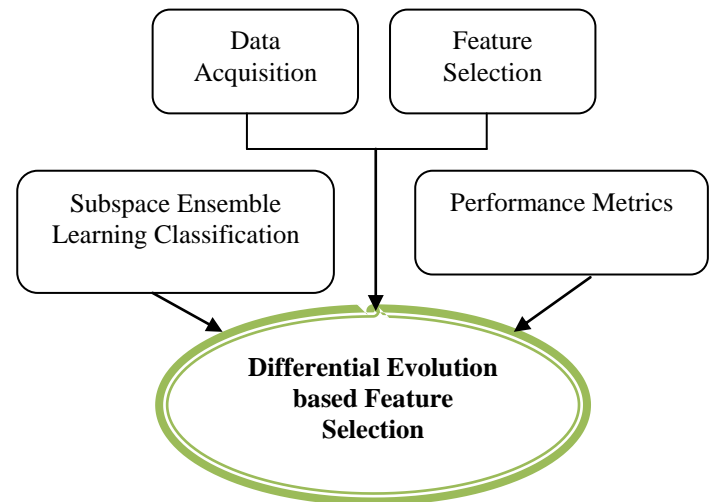 Data
Acquisition
Feature
Selection
Subspace Ensemble
Learning Classification
Performance Metrics
Differential Evolution
based Feature
Selection